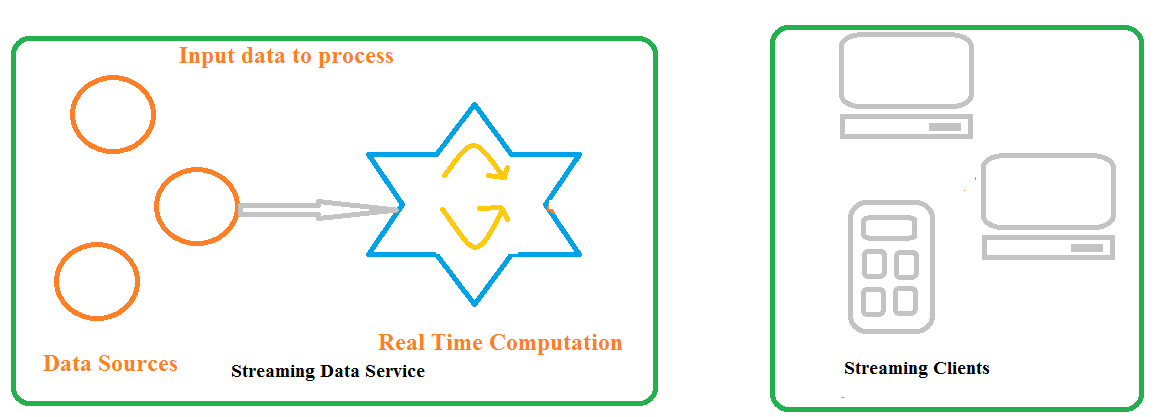 Input data to process
Data Sources
Real Time Computation
Streaming Data Service
Streaming Clients